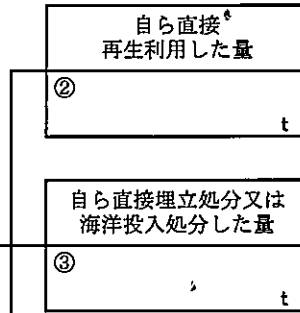 自ら直接
再生利用した量
②
t
自ら直接埋立処分又は
海洋投入処分した量
③
t